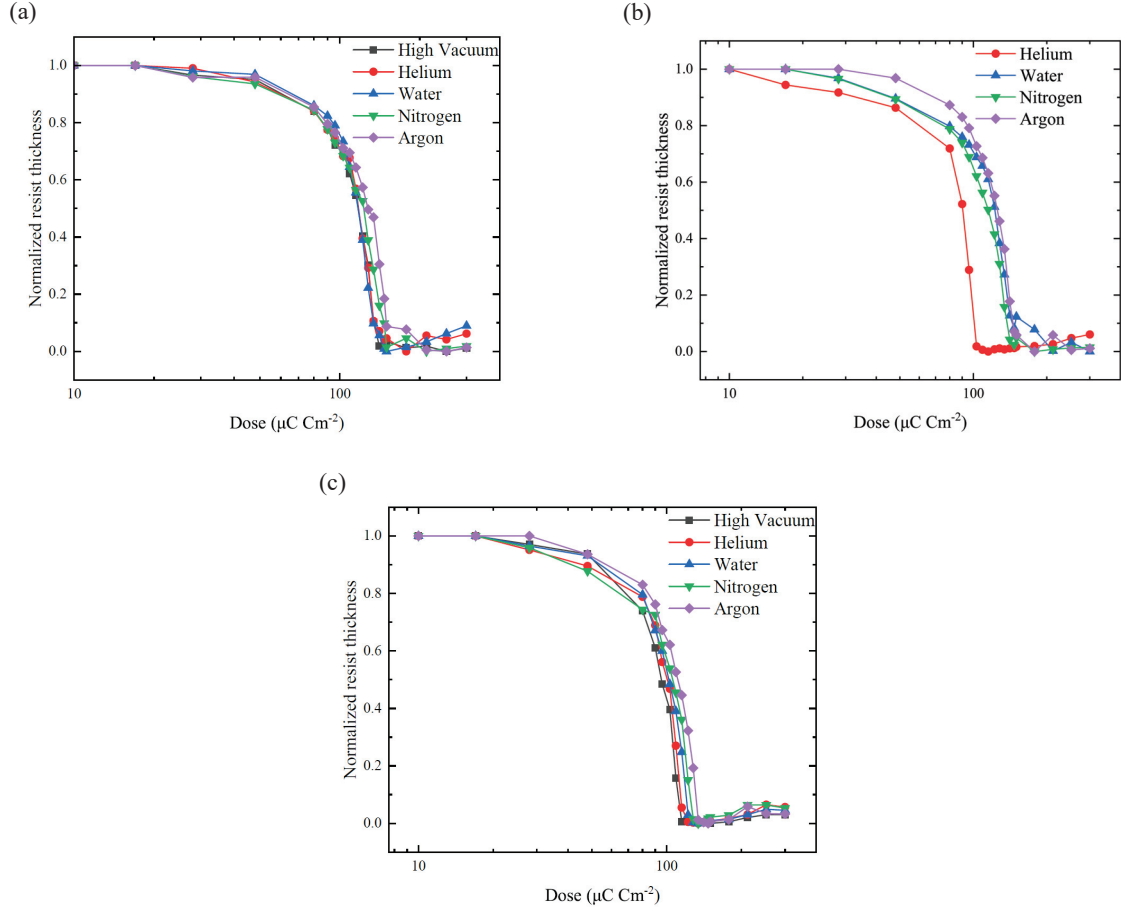 (a)
High Vacuum
Helium
Water
Nitrogen
Argon
1.0
0.8
0.6
0.4
0.2
0.0
Normalized resist thickness
10
100
Dose (μC Cm-2)
(b)
Helium
Water
Nitrogen
Argon
1.0
0.8
0.6
0.4
0.2
0.0
Normalized resist thickness
10
100
Dose (μC Cm-2)
(c)
High Vacuum
Helium
Water
Nitrogen
Argon
1.0
0.8
0.6
0.4
0.2
0.0
Normalized resist thickness
10
100
Dose (μC Cm-2)